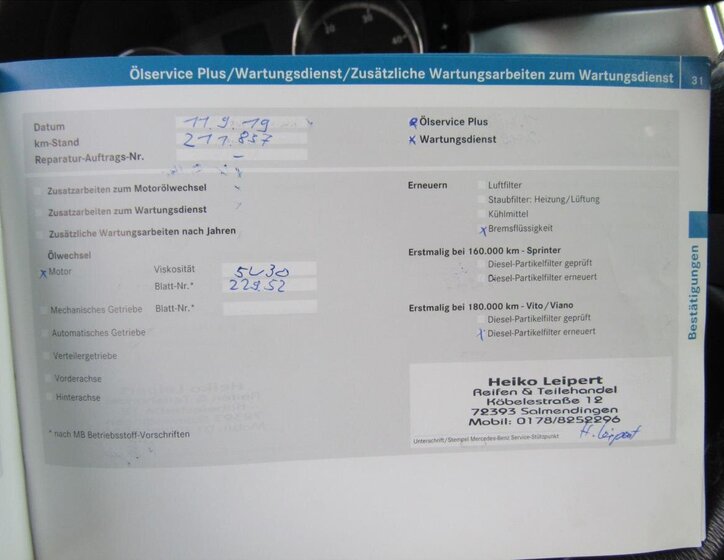 Ölservice Plus/Wartungsdienst/Zusätzliche Wartungsarbeiten zum Wartungsdienst 31
Datum 11.9.19
km-Stand 211.857
Reparatur-Auftrags-Nr. –
x Ölservice Plus
x Wartungsdienst
Zusatzarbeiten zum Motorölwechsel
Zusatzarbeiten zum Wartungsdienst
Zusätzliche Wartungsarbeiten nach Jahren
Ölwechsel
x Motor Viskosität 5W30
Blatt-Nr.* 229.52
Mechanisches Getriebe Blatt-Nr.*
Automatisches Getriebe
Verteilergetriebe
Vorderachse
Hinterachse
* nach MB Betriebsstoff-Vorschriften
Erneuern Luftfilter
Staubfilter: Heizung/Lüftung
Kühlmittel
x Bremsflüssigkeit
Erstmalig bei 160.000 km - Sprinter
Diesel-Partikelfilter geprüft
Diesel-Partikelfilter erneuert
Erstmalig bei 180.000 km - Vito/Viano
Diesel-Partikelfilter geprüft
x Diesel-Partikelfilter erneuert
Heiko Leipert
Reifen & Teilehandel
Köbelestraße 12
72393 Salmendingen
Mobil: 0178/8252296
Unterschrift/Stempel Mercedes-Benz Service-Stützpunkt
H. Leipert
Bestätigungen
20 30 40